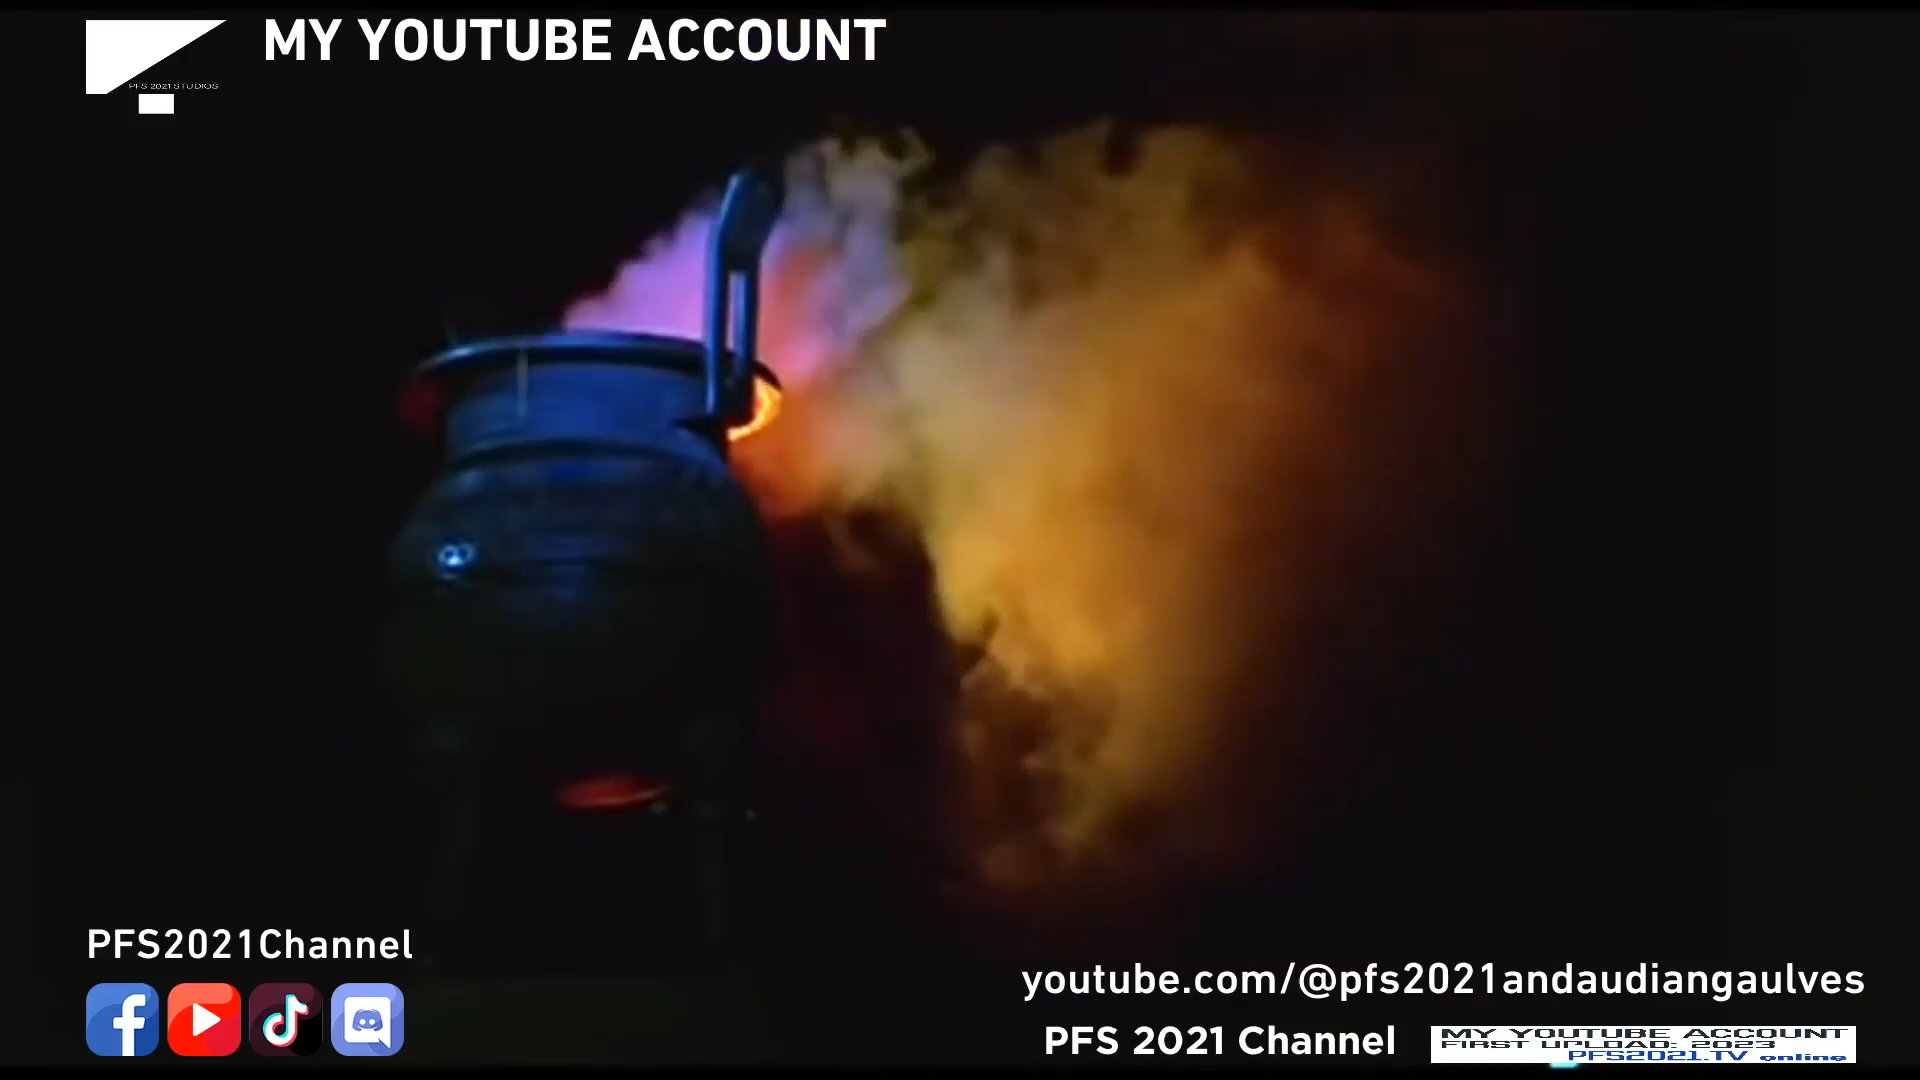 MY YOUTUBE ACCOUNT
PFS 2021 STUDIOS
PFS2021Channel
youtube.com/@pfs2021andaudiangaulves
PFS 2021 Channel
MY YOUTUBE ACCOUNT
FIRST UPLOAD: 2023
PFS2021.TV online